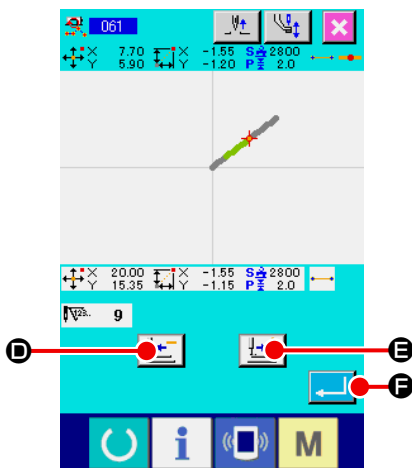 061
X 7.70 X -1.55 S 2800
Y 5.90 Y -1.20 P 2.0
X 20.00 X -1.55 S 2800
Y 15.35 Y -1.15 P 2.0
123.. 9
D E
F
i M